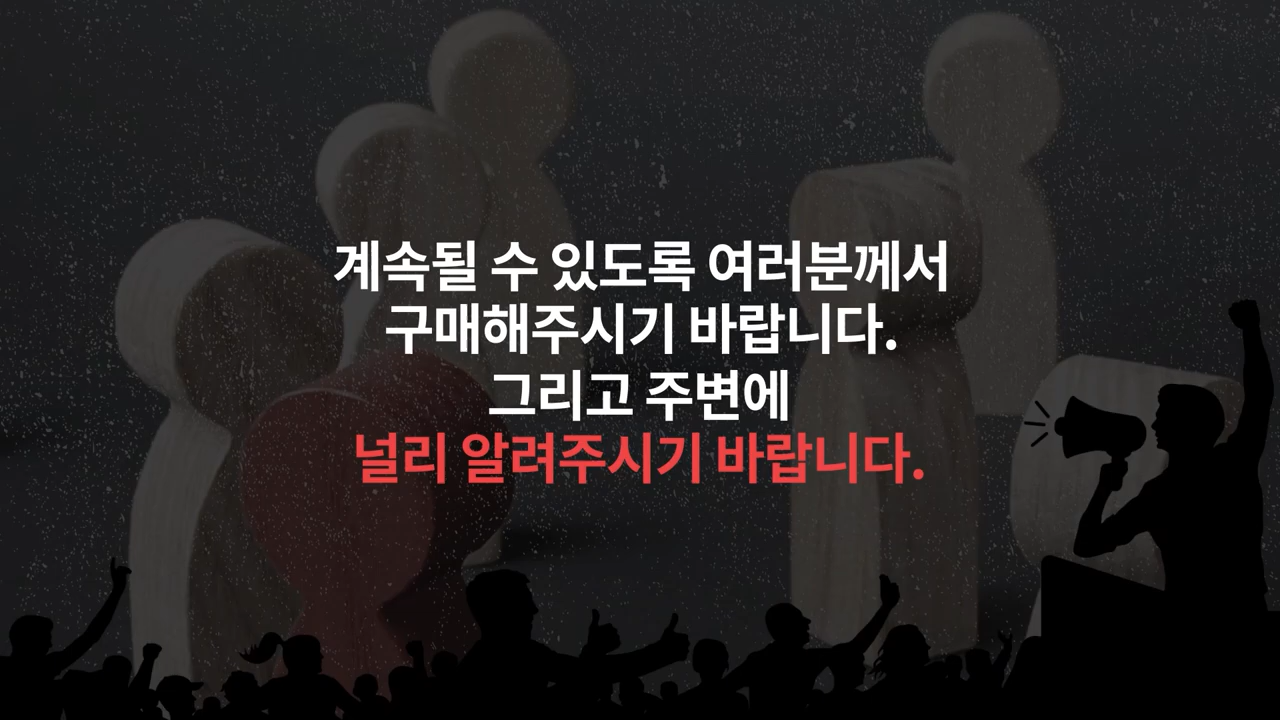 계속될 수 있도록 여러분께서
구매해주시기 바랍니다.
그리고 주변에
널리 알려주시기 바랍니다.